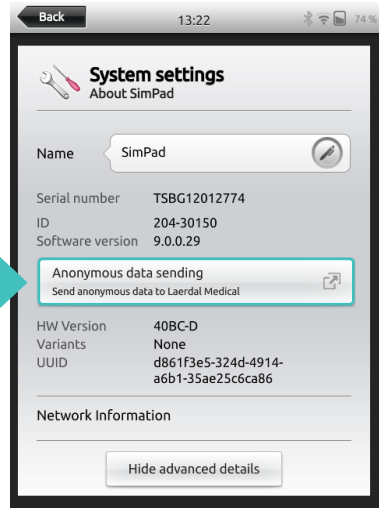 Back
13:22
74 %
System settings
About SimPad
Name
SimPad
Serial number TSBG12012774
ID 204-30150
Software version 9.0.0.29
Anonymous data sending
Send anonymous data to Laerdal Medical
HW Version 40BC-D
Variants None
UUID d861f3e5-324d-4914-
a6b1-35ae25c6ca86
Network Information
Hide advanced details